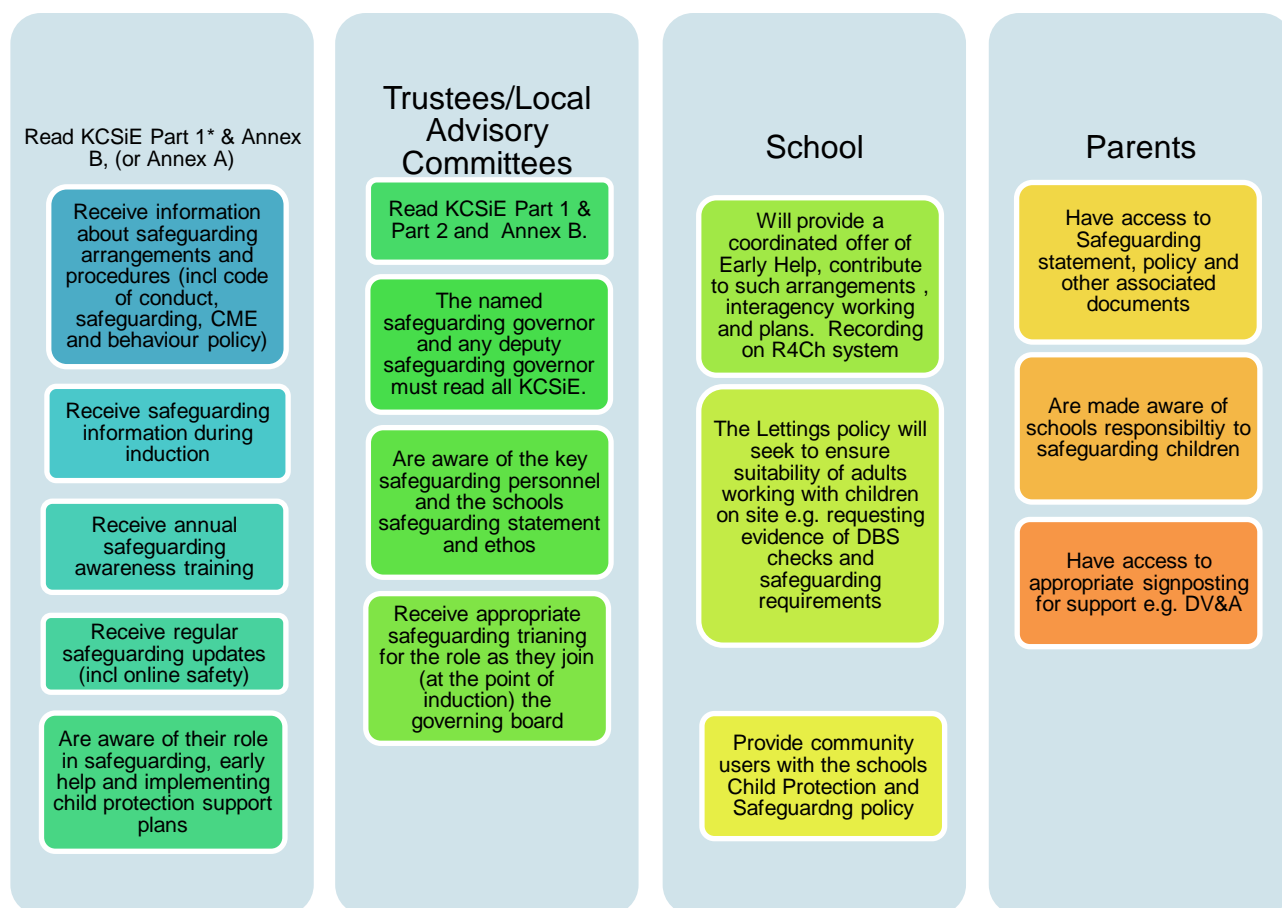 Read KCSiE Part 1* & Annex
B, (or Annex A)
Receive information
about safeguarding
arrangements and
procedures (incl code
of conduct,
safeguarding, CME
and behaviour policy)
Receive safeguarding
information during
induction
Receive annual
safeguarding
awareness training
Receive regular
safeguarding updates
(incl online safety)
Are aware of their role
in safeguarding, early
help and implementing
child protection support
plans
Trustees/Local
Advisory
Committees
Read KCSiE Part 1 &
Part 2 and Annex B.
The named
safeguarding governor
and any deputy
safeguarding governor
must read all KCSiE.
Are aware of the key
safeguarding personnel
and the schools
safeguarding statement
and ethos
Receive appropriate
safeguarding trianing
for the role as they join
(at the point of
induction) the
governing board
School
Will provide a
coordinated offer of
Early Help, contribute
to such arrangements ,
interagency working
and plans. Recording
on R4Ch system
The Lettings policy will
seek to ensure
suitability of adults
working with children
on site e.g. requesting
evidence of DBS
checks and
safeguarding
requirements
Provide community
users with the schools
Child Protection and
Safeguardng policy
Parents
Have access to
Safeguarding
statement, policy and
other associated
documents
Are made aware of
schools responsibiltiy to
safeguarding children
Have access to
appropriate signposting
for support e.g. DV&A